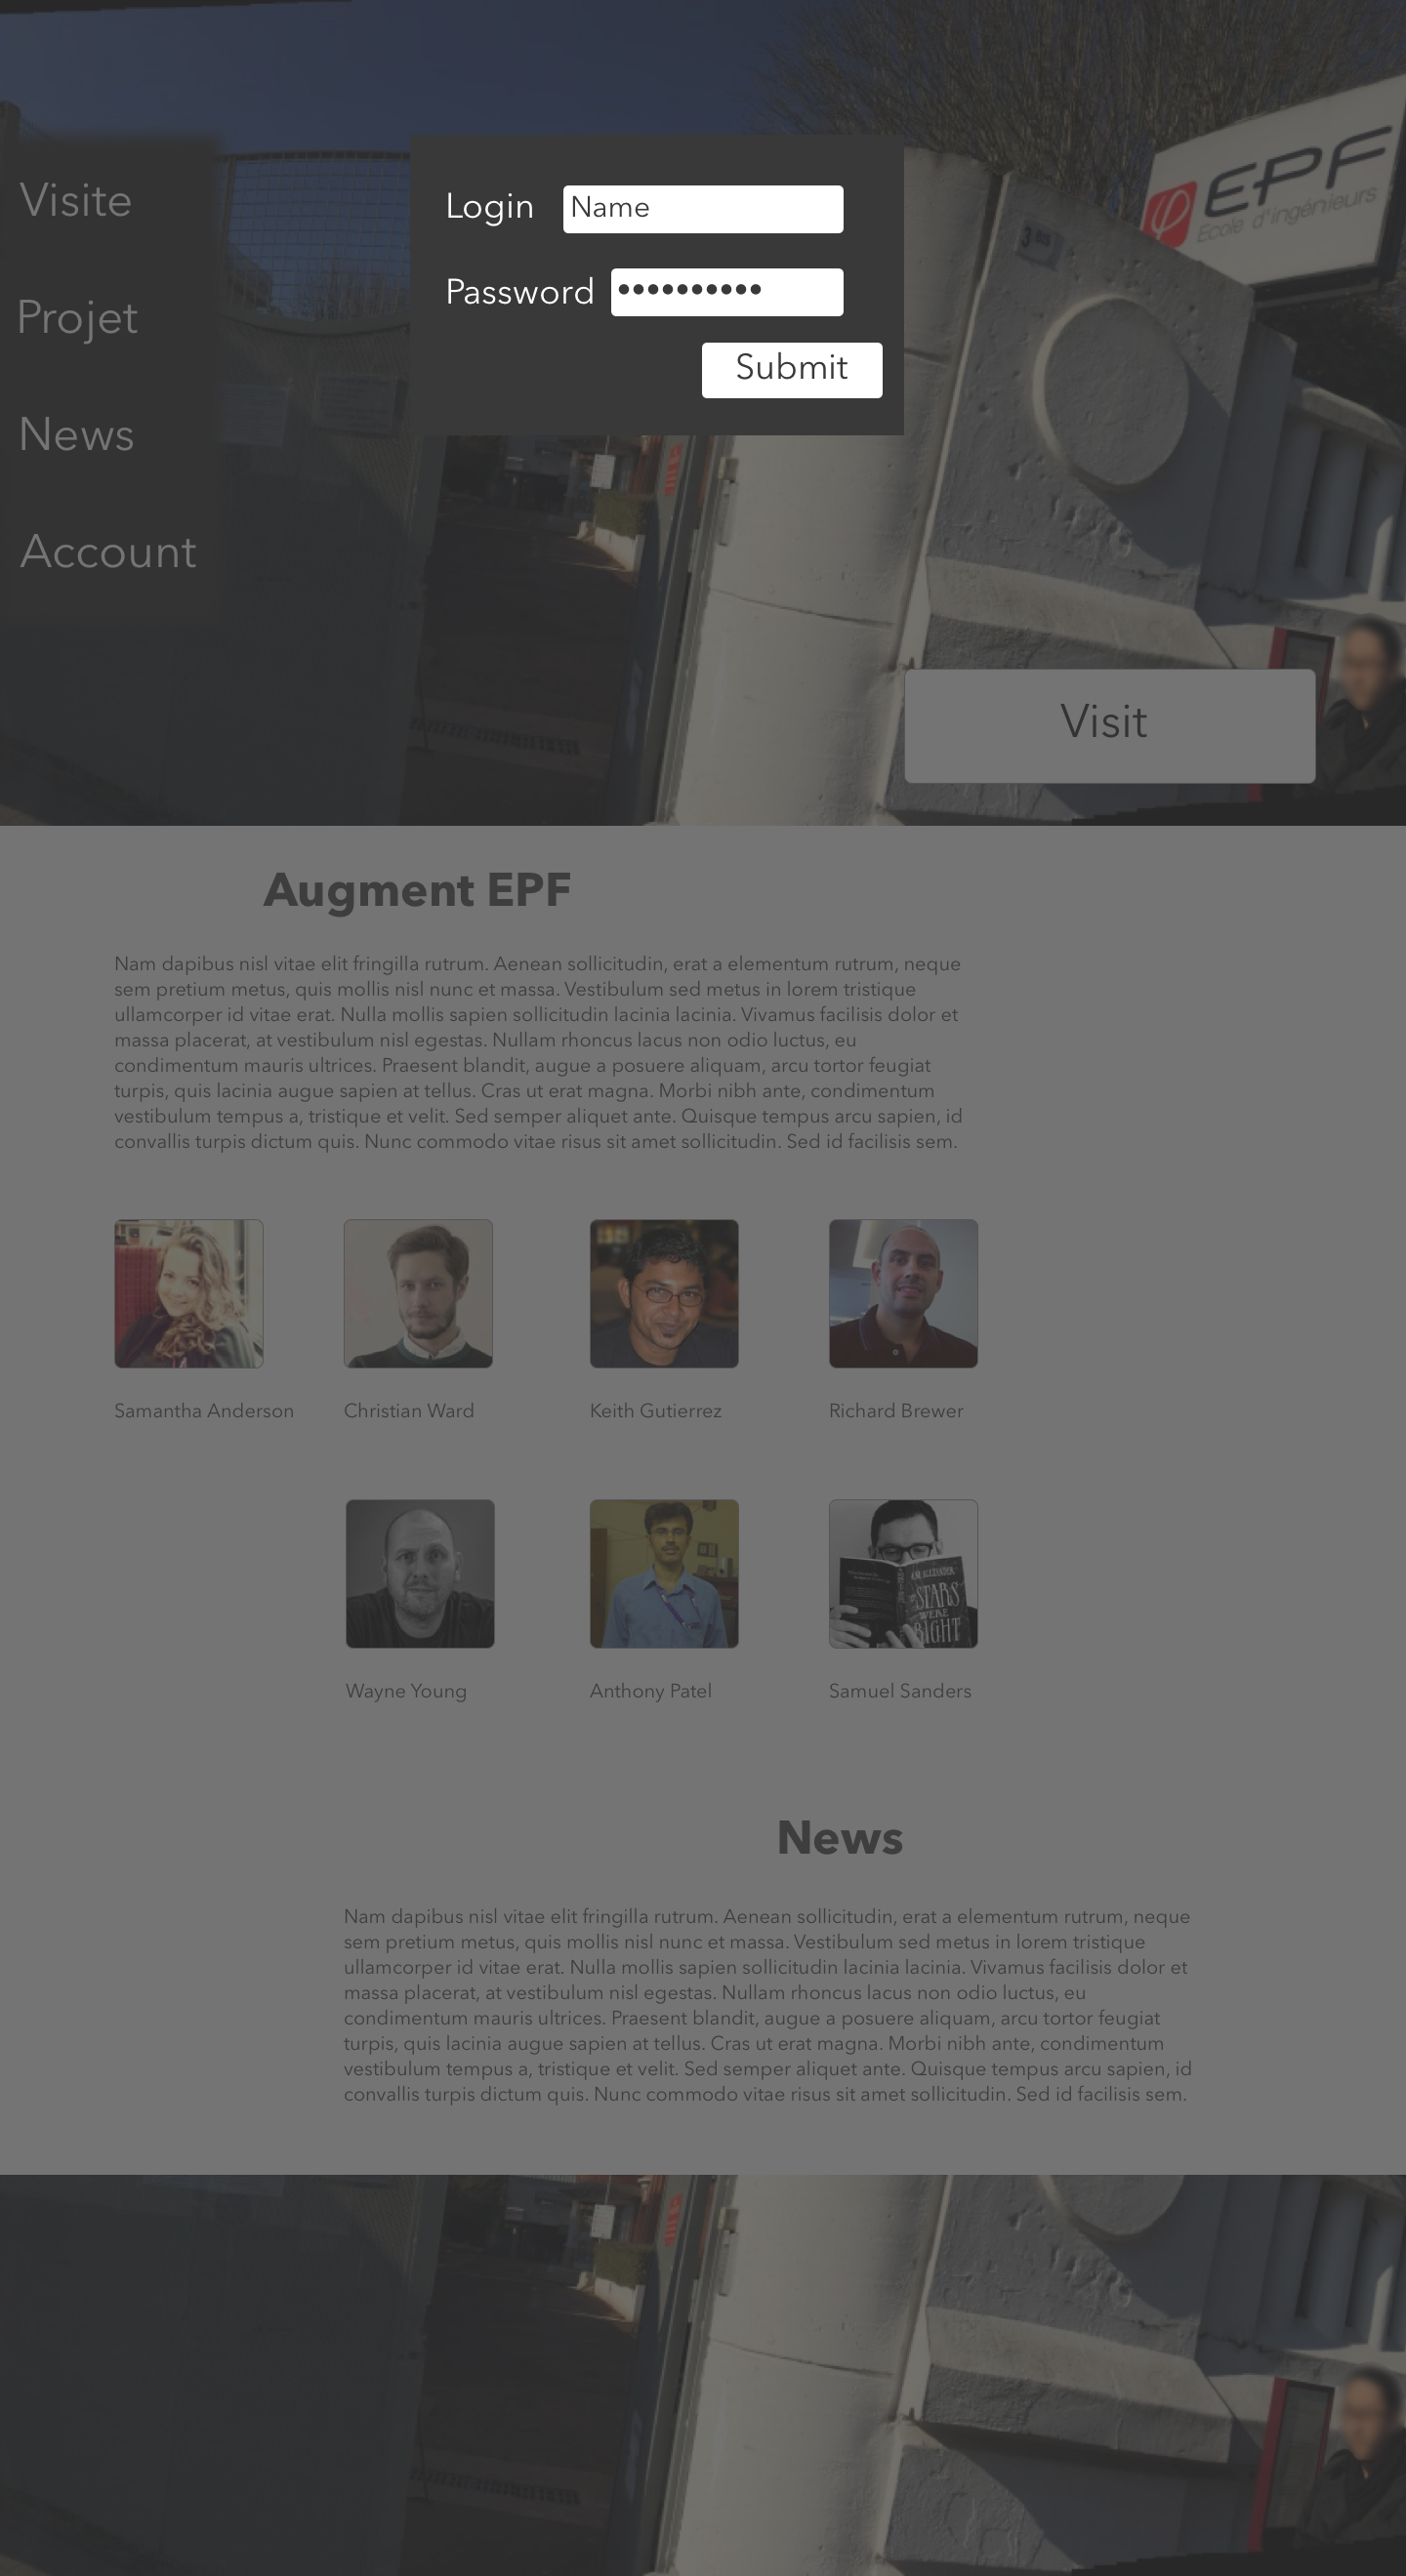 Visite
Projet
News
Account
Login Name
Password ••••••••••
Submit
3 BIS
EPF
Ecole d'ingénieurs
Visit
Augment EPF
Nam dapibus nisl vitae elit fringilla rutrum. Aenean sollicitudin, erat a elementum rutrum, neque
sem pretium metus, quis mollis nisl nunc et massa. Vestibulum sed metus in lorem tristique
ullamcorper id vitae erat. Nulla mollis sapien sollicitudin lacinia lacinia. Vivamus facilisis dolor et
massa placerat, at vestibulum nisl egestas. Nullam rhoncus lacus non odio luctus, eu
condimentum mauris ultrices. Praesent blandit, augue a posuere aliquam, arcu tortor feugiat
turpis, quis lacinia augue sapien at tellus. Cras ut erat magna. Morbi nibh ante, condimentum
vestibulum tempus a, tristique et velit. Sed semper aliquet ante. Quisque tempus arcu sapien, id
convallis turpis dictum quis. Nunc commodo vitae risus sit amet sollicitudin. Sed id facilisis sem.
Samantha Anderson
Christian Ward
Keith Gutierrez
Richard Brewer
STARS
WERE
RIGHT
Wayne Young
Anthony Patel
Samuel Sanders
News
Nam dapibus nisl vitae elit fringilla rutrum. Aenean sollicitudin, erat a elementum rutrum, neque
sem pretium metus, quis mollis nisl nunc et massa. Vestibulum sed metus in lorem tristique
ullamcorper id vitae erat. Nulla mollis sapien sollicitudin lacinia lacinia. Vivamus facilisis dolor et
massa placerat, at vestibulum nisl egestas. Nullam rhoncus lacus non odio luctus, eu
condimentum mauris ultrices. Praesent blandit, augue a posuere aliquam, arcu tortor feugiat
turpis, quis lacinia augue sapien at tellus. Cras ut erat magna. Morbi nibh ante, condimentum
vestibulum tempus a, tristique et velit. Sed semper aliquet ante. Quisque tempus arcu sapien, id
convallis turpis dictum quis. Nunc commodo vitae risus sit amet sollicitudin. Sed id facilisis sem.